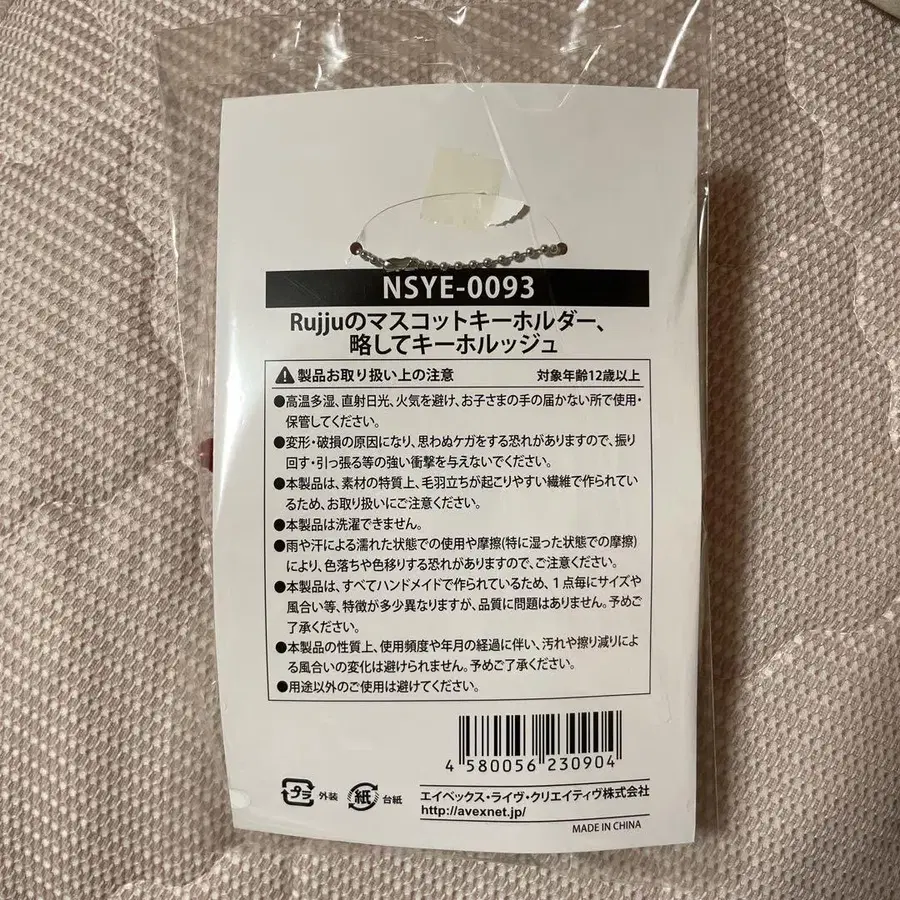 NSYE-0093
Rujjuのマスコットキーホルダー、
略してキーホルッジュ
製品お取り扱い上の注意 対象年齢12歳以上
●高温多湿、直射日光、火気を避け、お子さまの手の届かない所で使用・
保管してください。
●変形・破損の原因になり、思わぬケガをする恐れがありますので、振り
回す・引っ張る等の強い衝撃を与えないでください。
●本製品は、素材の特質上、毛羽立ちが起こりやすい繊維で作られてい
るため、お取り扱いにご注意ください。
●本製品は洗濯できません。
●雨や汗による濡れた状態での使用や摩擦(特に湿った状態での摩擦)
により、色落ちや色移りする恐れがありますので、ご注意ください。
●本製品は、すべてハンドメイドで作られているため、1点毎にサイズや
風合い等、特徴が多少異なりますが、品質に問題はありません。予めご
了承ください。
●本製品の性質上、使用頻度や年月の経過に伴い、汚れや擦り減りによ
る風合いの変化は避けられません。予めご了承ください。
●用途以外のご使用は避けてください。
4 580056 230904
プラ 外装 紙 台紙 エイベックス・ライヴ・クリエイティヴ株式会社
http://avexnet.jp/
MADE IN CHINA